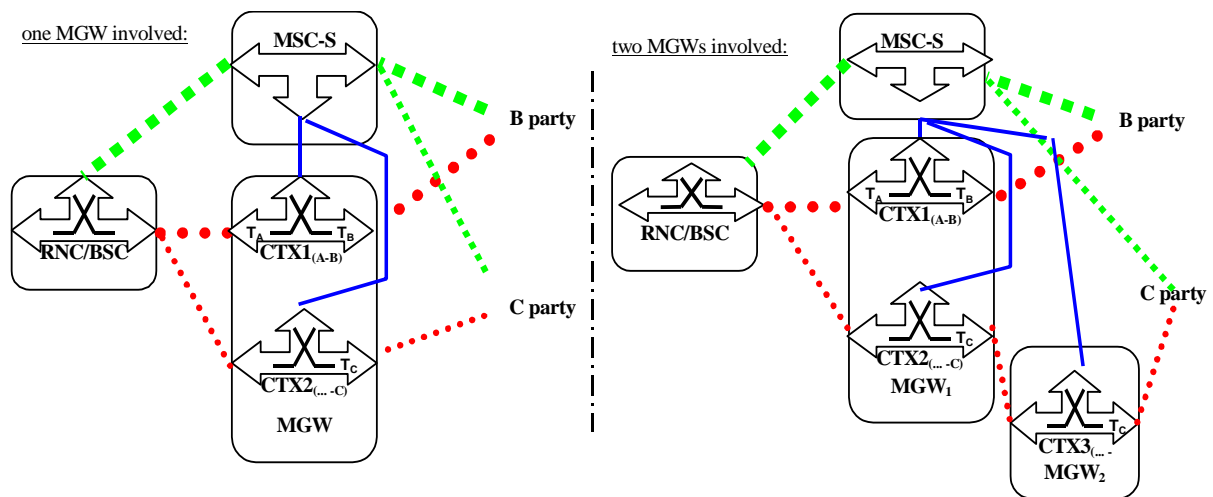 one MGW involved:
MSC-S
B party
RNC/BSC
TA TB
CTX1(A-B)
C party
TC
CTX2(... -C)
MGW
two MGWs involved:
MSC-S
B party
RNC/BSC
TA TB
CTX1(A-B)
C party
TC
CTX2(... -C)
MGW1
TC
CTX3(... -
MGW2